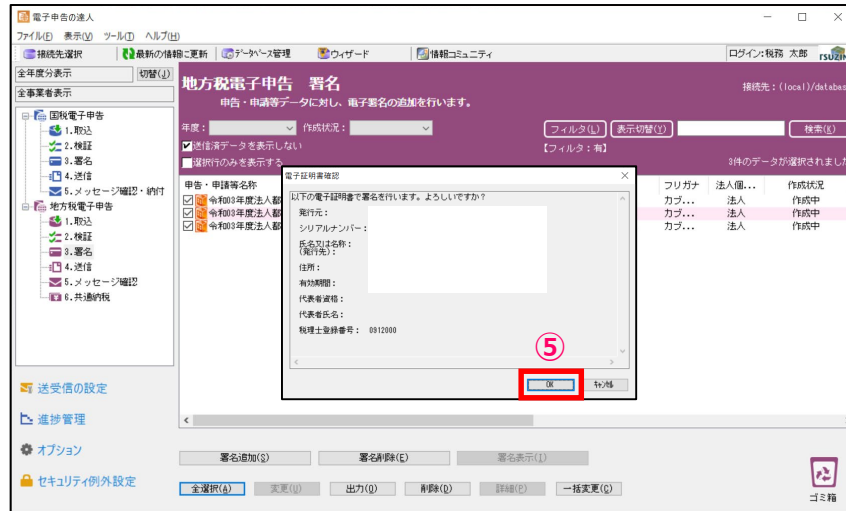 電子申告の達人
ファイル(F) 表示(V) ツール(T) ヘルプ(H)
接続先選択 最新の情報に更新 データベース管理 ウィザード 情報コミュニティ ログイン:税務 太郎
全年度分表示 切替(J)
全事業者表示
国税電子申告
1.取込
2.検証
3.署名
4.送信
5.メッセージ確認・納付
地方税電子申告
1.取込
2.検証
3.署名
4.送信
5.メッセージ確認
6.共通納税
送受信の設定
進捗管理
オプション
セキュリティ例外設定
地方税電子申告 署名
接続先:(local)/databas
申告・申請等データに対し、電子署名の追加を行います。
年度: 作成状況: フィルタ(L) 表示切替(Y) 検索(K)
送信済データを表示しない 【フィルタ:有】
選択行のみを表示する 3件のデータが選択されまし
申告・申請等名称 フリガナ 法人個... 作成状況
令和03年度法人都 カブ... 法人 作成中
令和03年度法人都 カブ... 法人 作成中
令和03年度法人都 カブ... 法人 作成中
電子証明書確認
以下の電子証明書で署名を行います。よろしいですか?
発行元:
シリアルナンバー:
氏名又は名称:
(発行先):
住所:
有効期間:
代表者資格:
代表者氏名:
税理士登録番号: 0912000
⑤
OK キャンセル
署名追加(S) 署名削除(E) 署名表示(I)
全選択(A) 変更(U) 出力(O) 削除(D) 詳細(P) 一括変更(C)
ゴミ箱